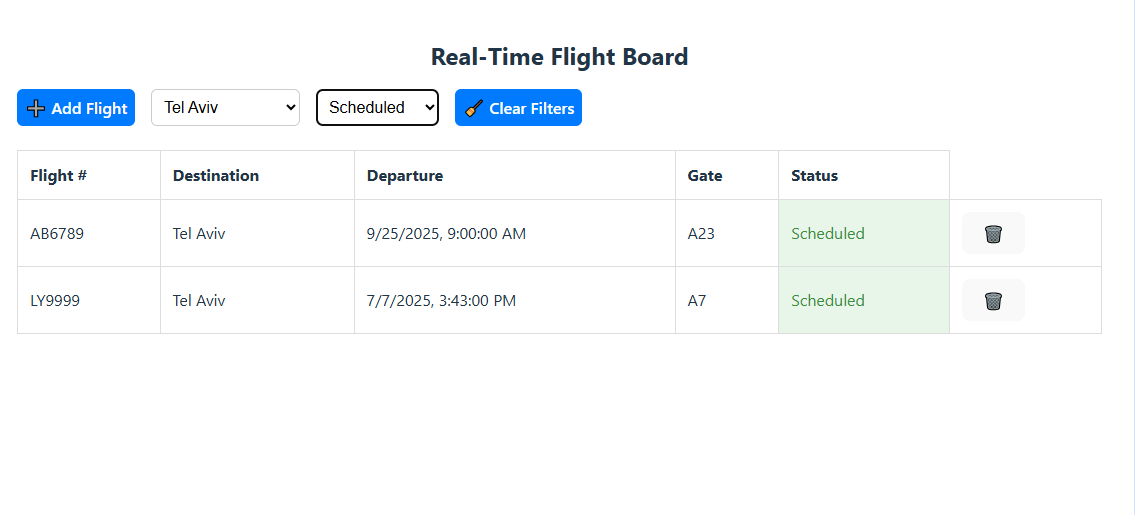 Real-Time Flight Board
Add Flight Tel Aviv Scheduled Clear Filters
Flight # Destination Departure Gate Status
AB6789 Tel Aviv 9/25/2025, 9:00:00 AM A23 Scheduled
LY9999 Tel Aviv 7/7/2025, 3:43:00 PM A7 Scheduled